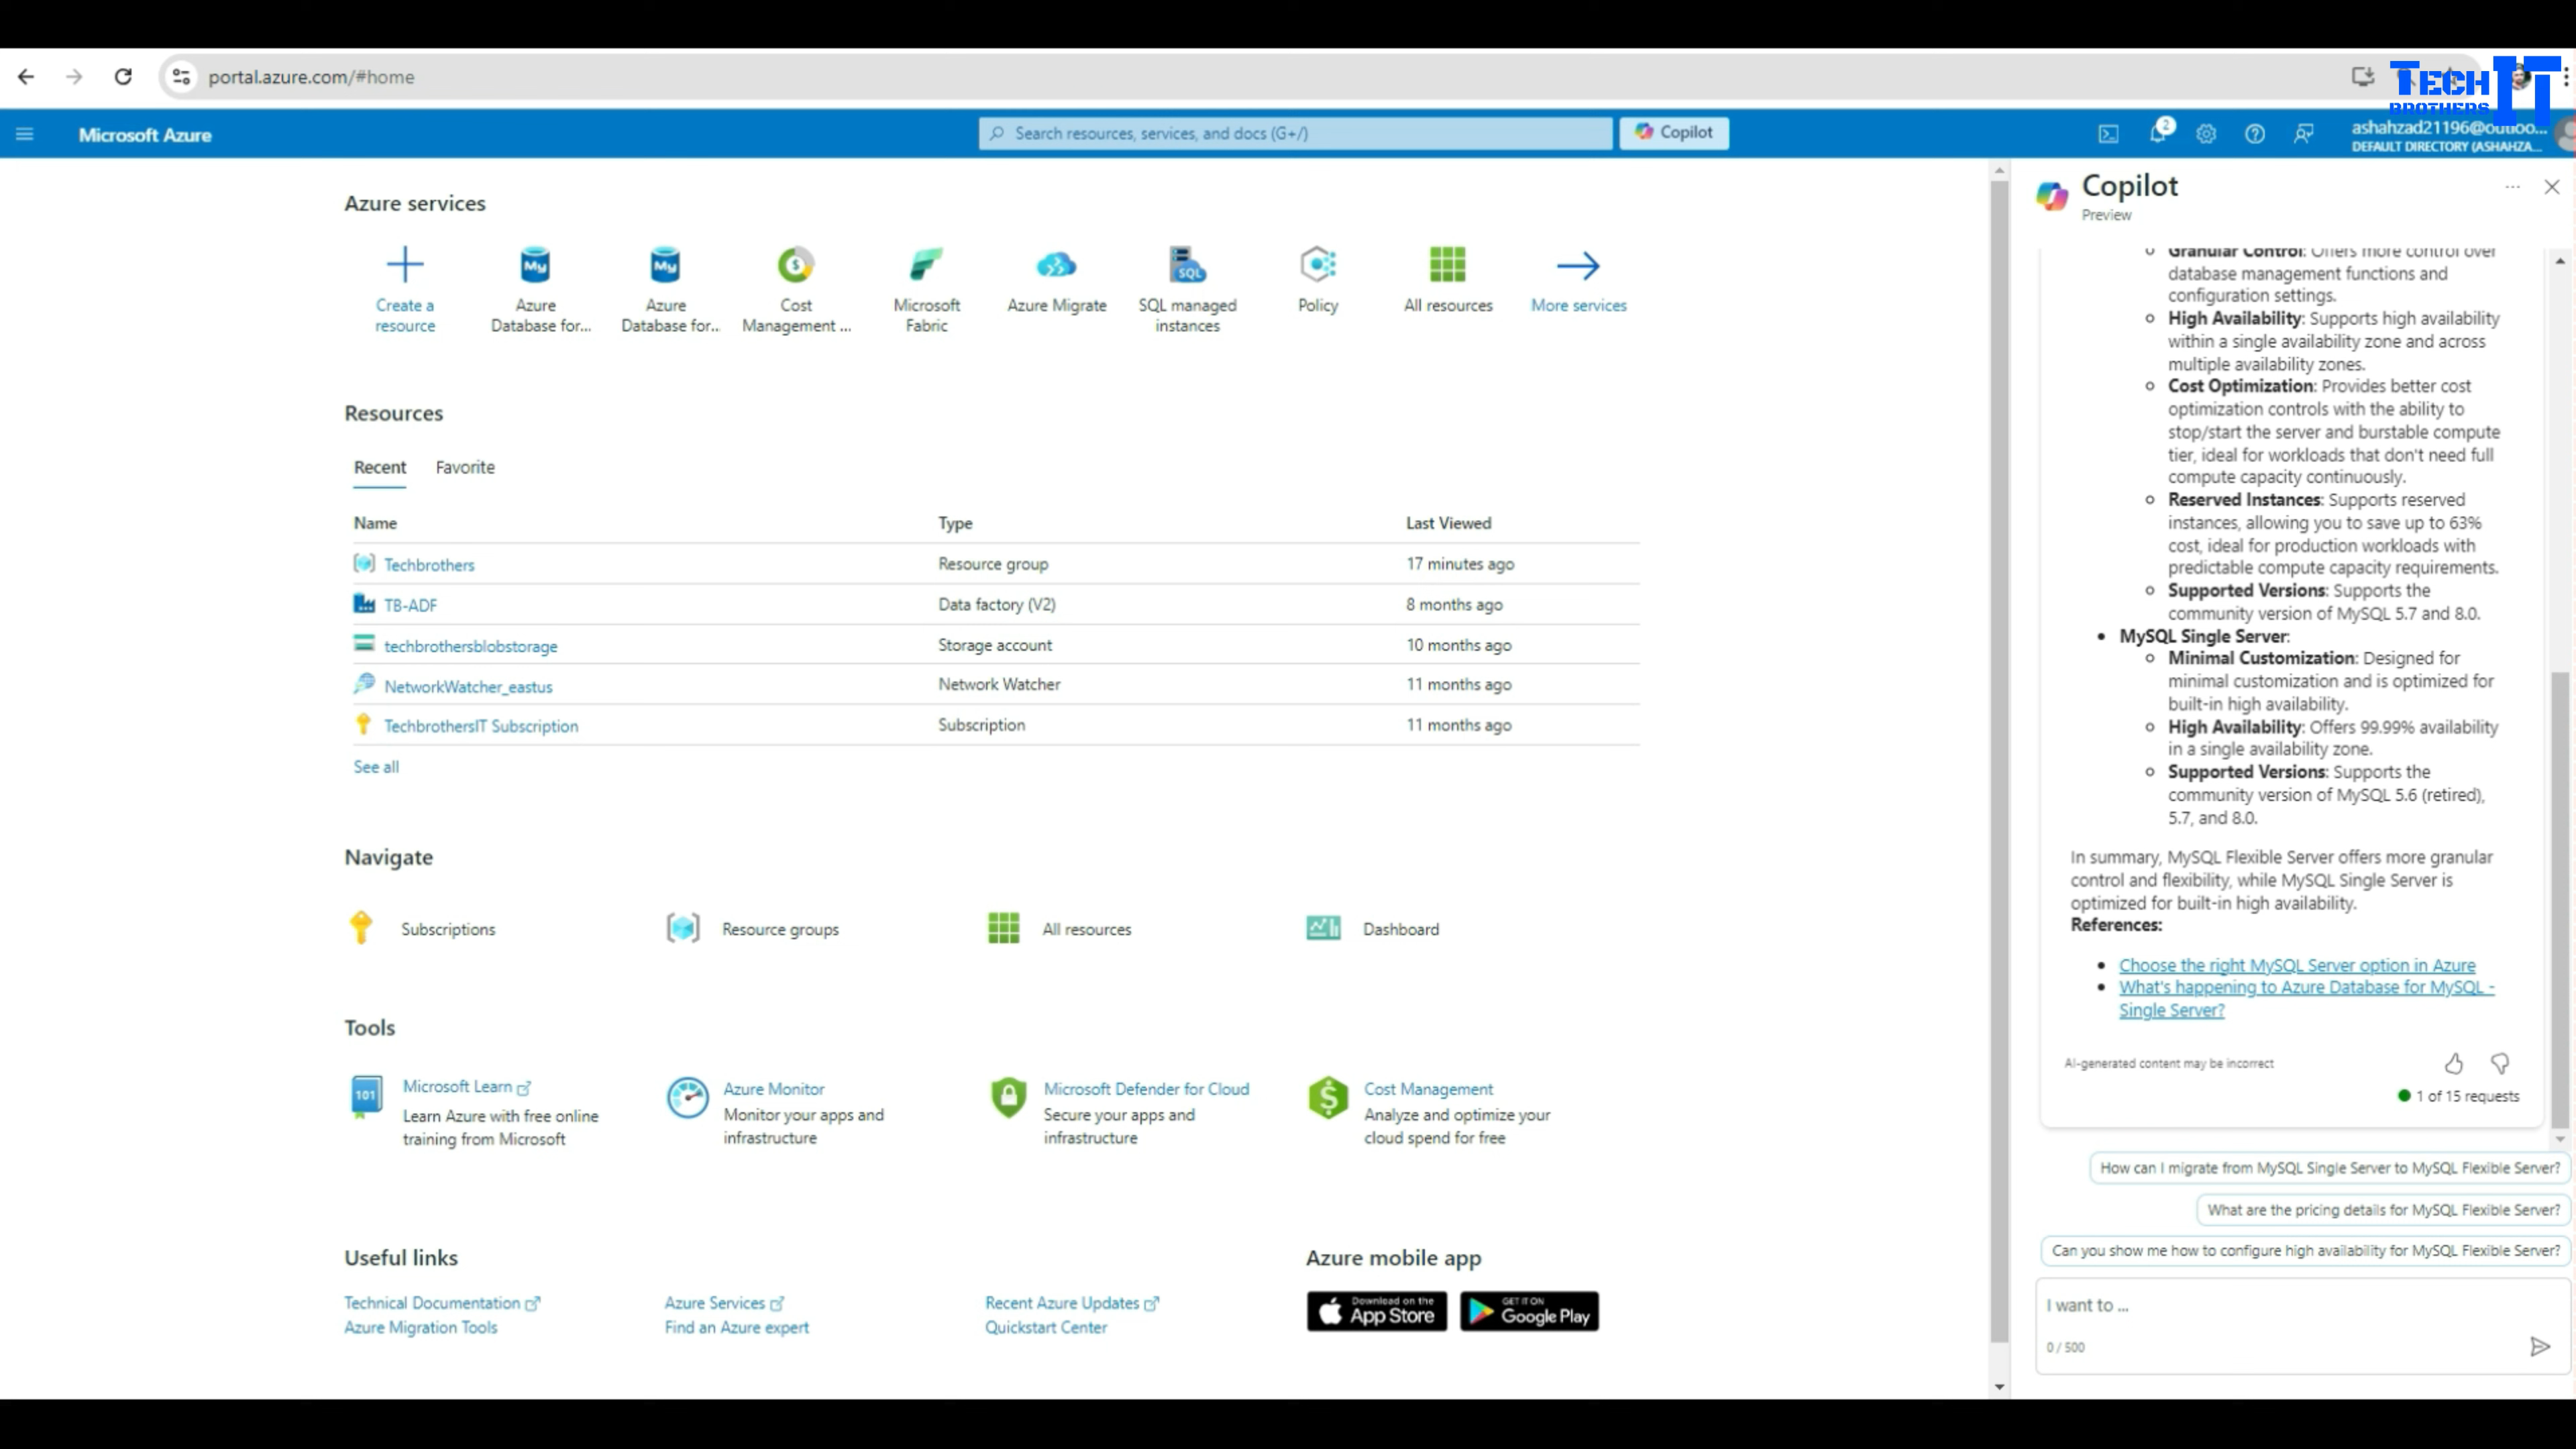 portal.azure.com/#home
TECH IT
BROTHERS
Microsoft Azure
Search resources, services, and docs (G+/)
Copilot
2
ashahzad21196@outloo...
DEFAULT DIRECTORY (ASHAHZA...
Azure services
Create a
resource
Azure
Database for...
Azure
Database for...
Cost
Management ...
Microsoft
Fabric
Azure Migrate
SQL managed
instances
Policy
All resources
More services
Resources
Recent
Favorite
Name Type Last Viewed
Techbrothers Resource group 17 minutes ago
TB-ADF Data factory (V2) 8 months ago
techbrothersblobstorage Storage account 10 months ago
NetworkWatcher_eastus Network Watcher 11 months ago
TechbrothersIT Subscription Subscription 11 months ago
See all
Navigate
Subscriptions
Resource groups
All resources
Dashboard
Tools
Microsoft Learn
Learn Azure with free online
training from Microsoft
Azure Monitor
Monitor your apps and
infrastructure
Microsoft Defender for Cloud
Secure your apps and
infrastructure
Cost Management
Analyze and optimize your
cloud spend for free
Useful links
Technical Documentation
Azure Services
Recent Azure Updates
Azure Migration Tools
Find an Azure expert
Quickstart Center
Azure mobile app
Download on the
App Store
GET IT ON
Google Play
Copilot
Preview
Granular Control: Offers more control over
database management functions and
configuration settings.
High Availability: Supports high availability
within a single availability zone and across
multiple availability zones.
Cost Optimization: Provides better cost
optimization controls with the ability to
stop/start the server and burstable compute
tier, ideal for workloads that don't need full
compute capacity continuously.
Reserved Instances: Supports reserved
instances, allowing you to save up to 63%
cost, ideal for production workloads with
predictable compute capacity requirements.
Supported Versions: Supports the
community version of MySQL 5.7 and 8.0.
MySQL Single Server:
Minimal Customization: Designed for
minimal customization and is optimized for
built-in high availability.
High Availability: Offers 99.99% availability
in a single availability zone.
Supported Versions: Supports the
community version of MySQL 5.6 (retired),
5.7, and 8.0.
In summary, MySQL Flexible Server offers more granular
control and flexibility, while MySQL Single Server is
optimized for built-in high availability.
References:
Choose the right MySQL Server option in Azure
What's happening to Azure Database for MySQL -
Single Server?
AI-generated content may be incorrect
1 of 15 requests
How can I migrate from MySQL Single Server to MySQL Flexible Server?
What are the pricing details for MySQL Flexible Server?
Can you show me how to configure high availability for MySQL Flexible Server?
I want to ...
0 / 500